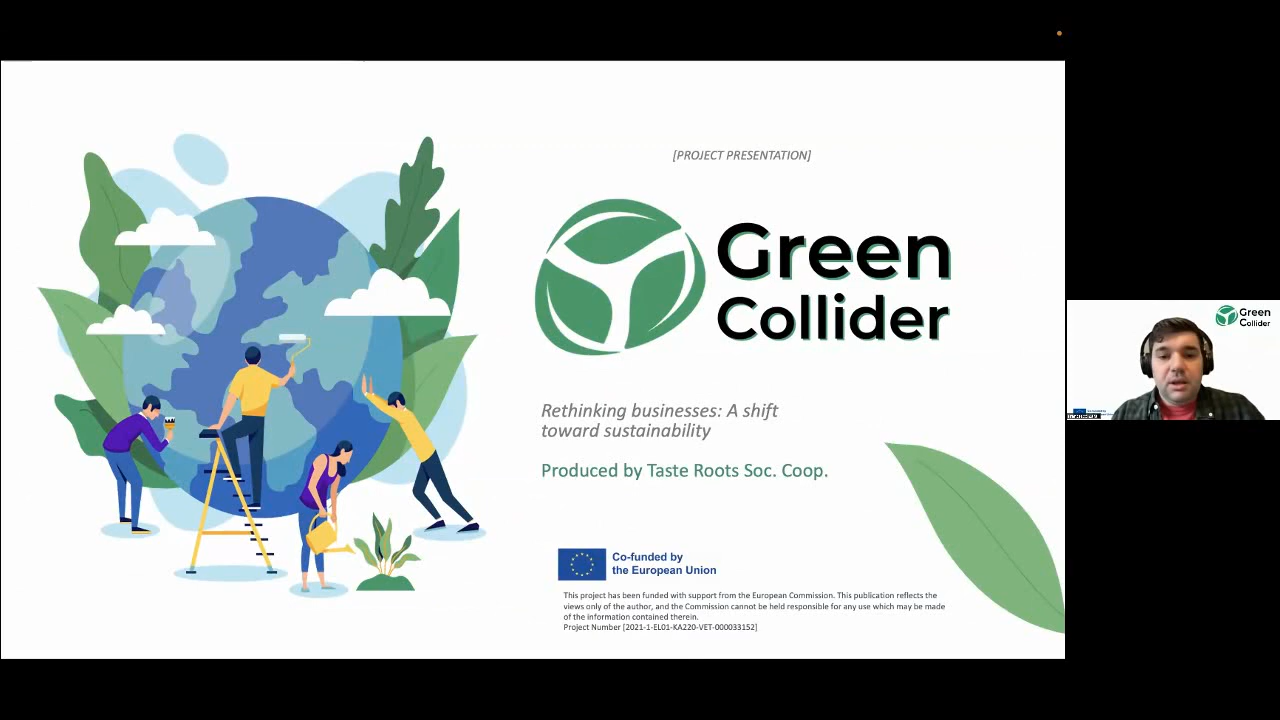 [PROJECT PRESENTATION]
Green
Collider
Rethinking businesses: A shift
toward sustainability
Produced by Taste Roots Soc. Coop.
Co-funded by
the European Union
This project has been funded with support from the European Commission. This publication reflects the
views only of the author, and the Commission cannot be held responsible for any use which may be made
of the information contained therein.
Project Number [2021-1-EL01-KA220-VET-000033152]
Green
Collider